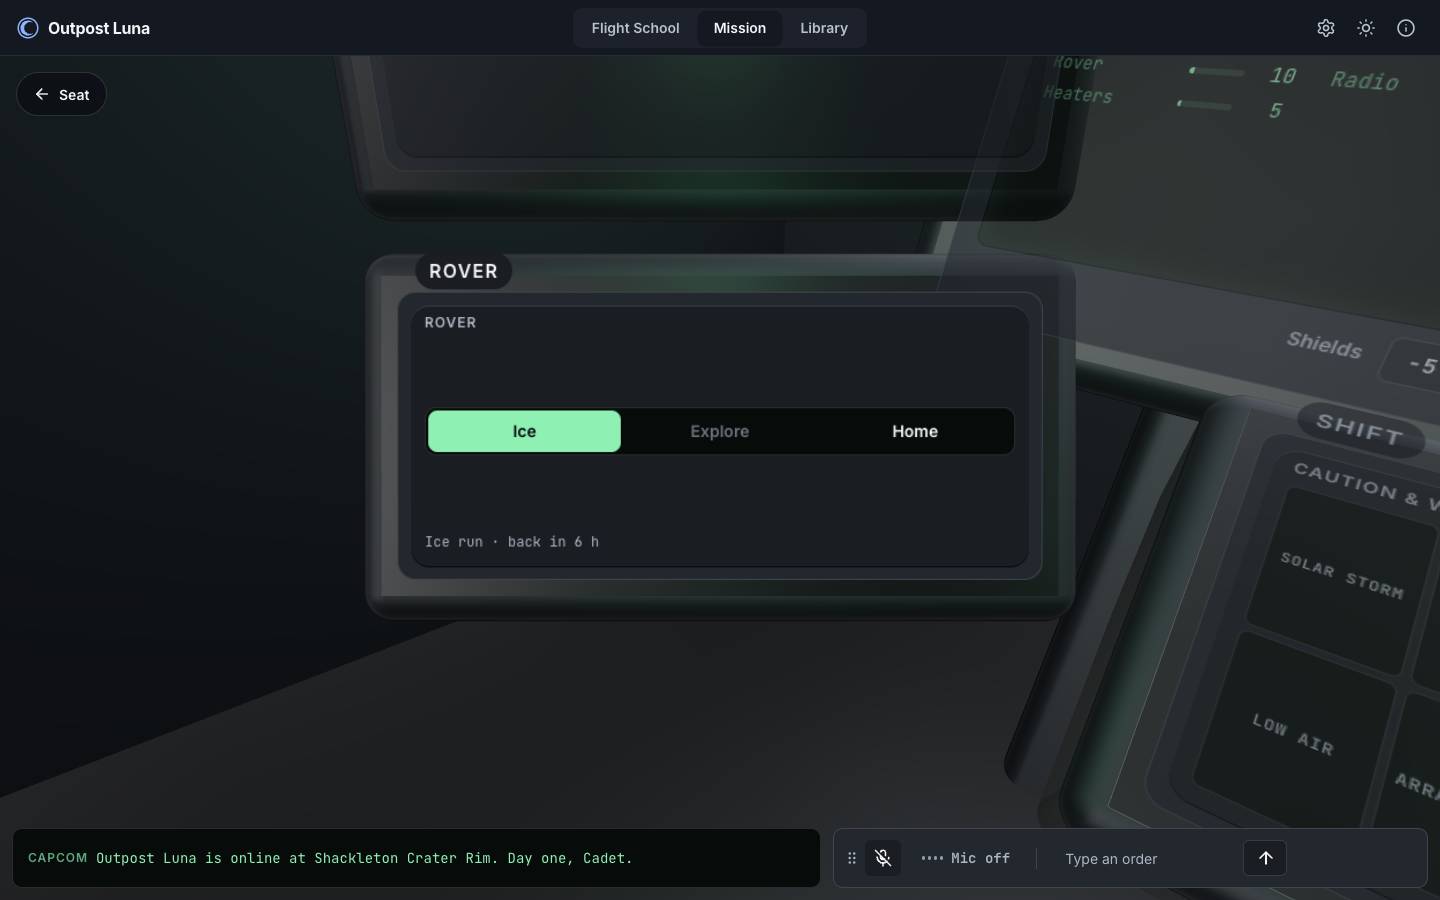 Outpost Luna
Flight School
Mission
Library
Seat
Rover 10 Radio
Heaters 5
ROVER
ROVER
Ice
Explore
Home
Ice run · back in 6 h
Shields -5
SHIFT
CAUTION &
SOLAR STORM
LOW AIR
CAPCOM Outpost Luna is online at Shackleton Crater Rim. Day one, Cadet.
Mic off
Type an order